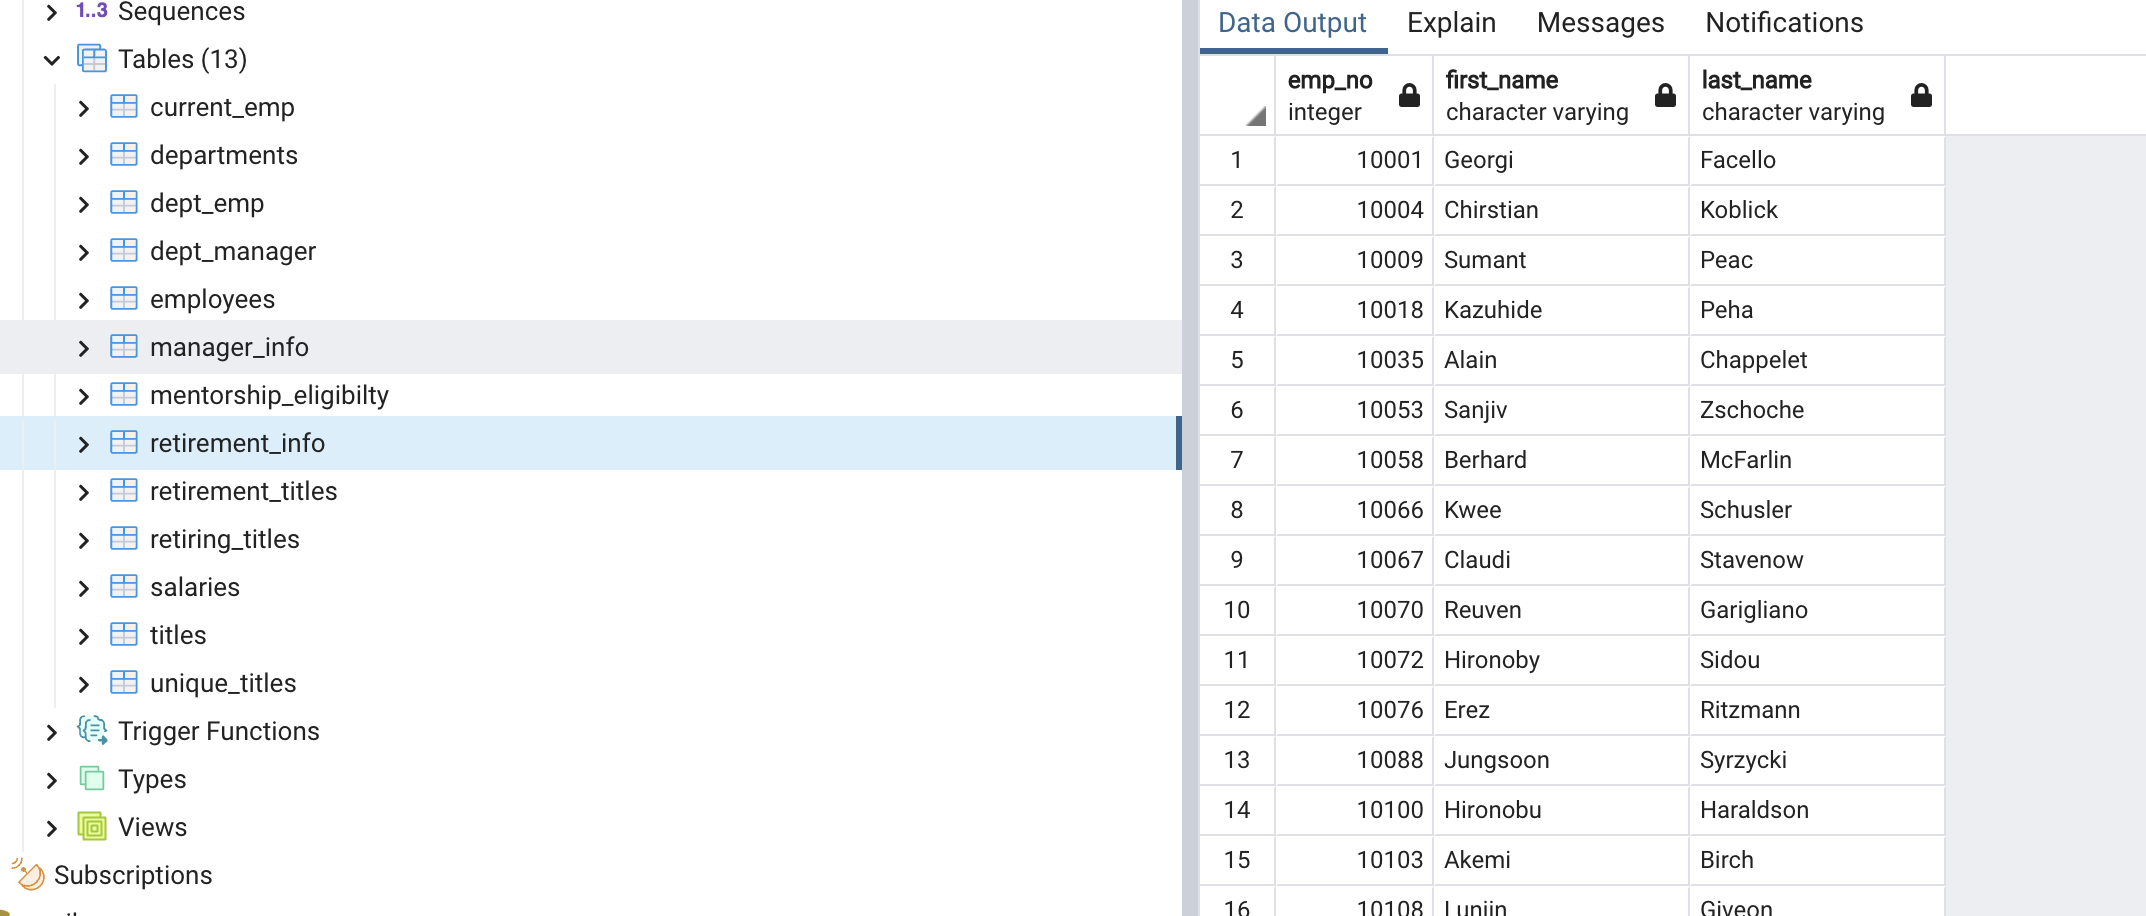 1..3 Sequences
Tables (13)
current_emp
departments
dept_emp
dept_manager
employees
manager_info
mentorship_eligibilty
retirement_info
retirement_titles
retiring_titles
salaries
titles
unique_titles
Trigger Functions
Types
Views
Subscriptions
Data Output Explain Messages Notifications
emp_no first_name last_name
integer character varying character varying
1 10001 Georgi Facello
2 10004 Chirstian Koblick
3 10009 Sumant Peac
4 10018 Kazuhide Peha
5 10035 Alain Chappelet
6 10053 Sanjiv Zschoche
7 10058 Berhard McFarlin
8 10066 Kwee Schusler
9 10067 Claudi Stavenow
10 10070 Reuven Garigliano
11 10072 Hironoby Sidou
12 10076 Erez Ritzmann
13 10088 Jungsoon Syrzycki
14 10100 Hironobu Haraldson
15 10103 Akemi Birch
16 10108 Lunjin Giveon